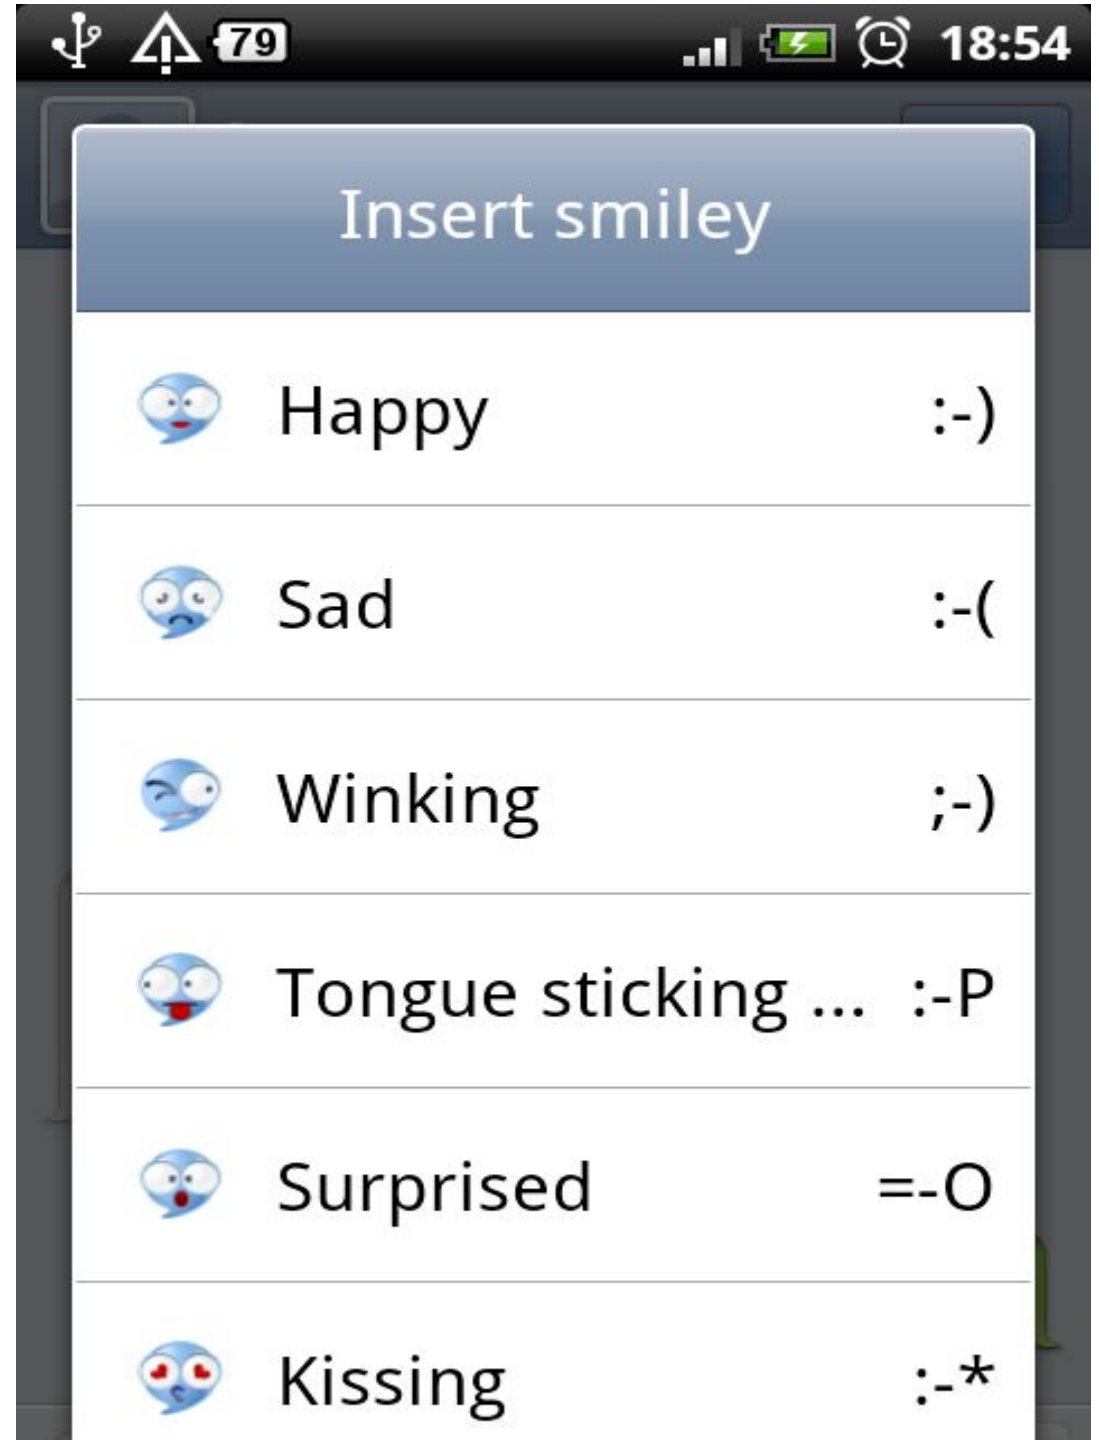 79 18:54
Insert smiley
Happy :-)
Sad :-(
Winking ;-)
Tongue sticking ... :-P
Surprised =-O
Kissing :-*